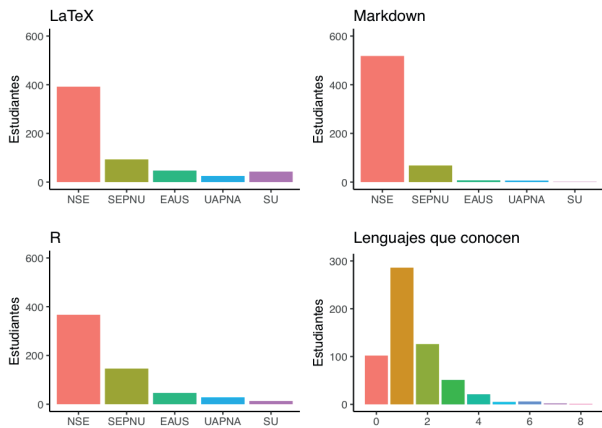 LaTeX
600
400
200
0
Estudiantes
NSE SEPNU EAUS UAPNA SU
Markdown
600
400
200
0
Estudiantes
NSE SEPNU EAUS UAPNA SU
R
600
400
200
0
Estudiantes
NSE SEPNU EAUS UAPNA SU
Lenguajes que conocen
300
200
100
0
Estudiantes
0 2 4 6 8